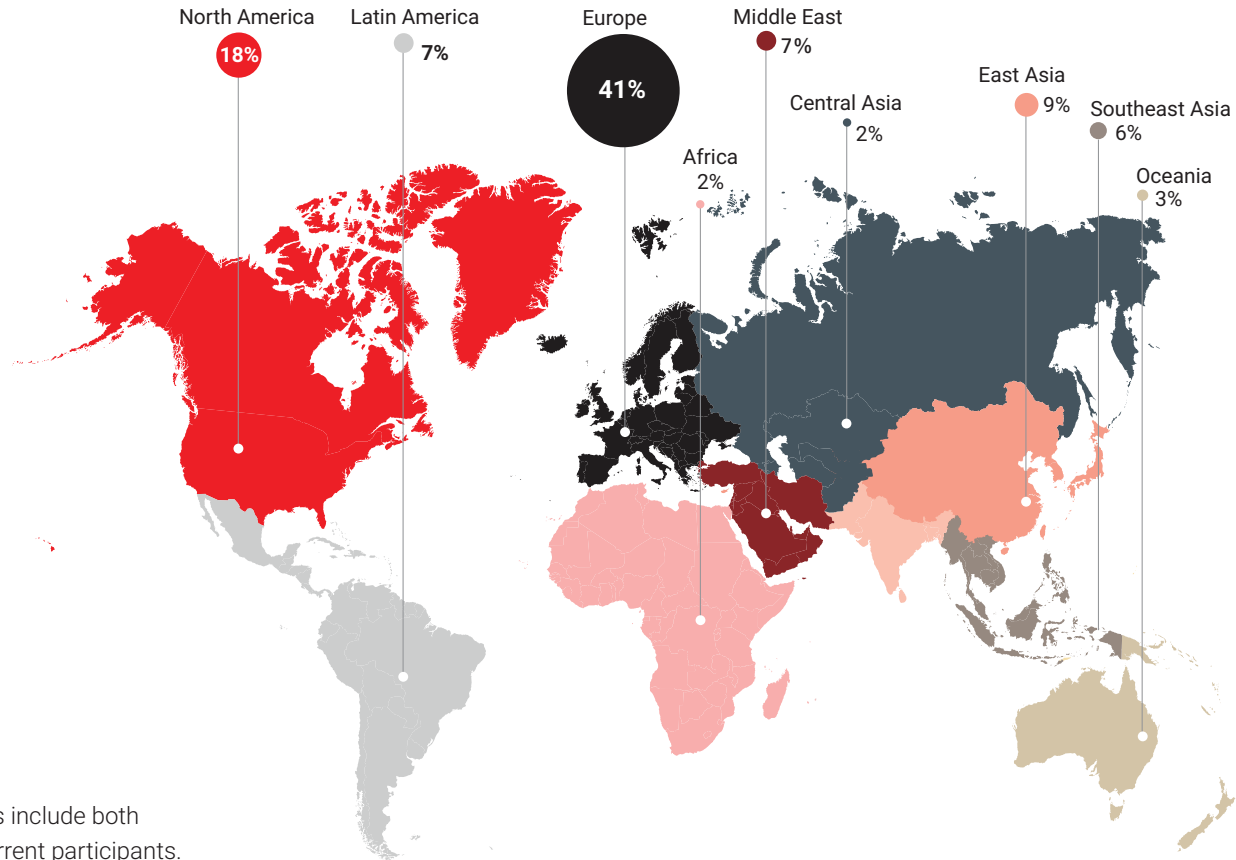 North America
18%
Latin America
7%
Europe
41%
Middle East
7%
Central Asia
2%
Africa
2%
East Asia
9%
Southeast Asia
6%
Oceania
3%
include both
participants.